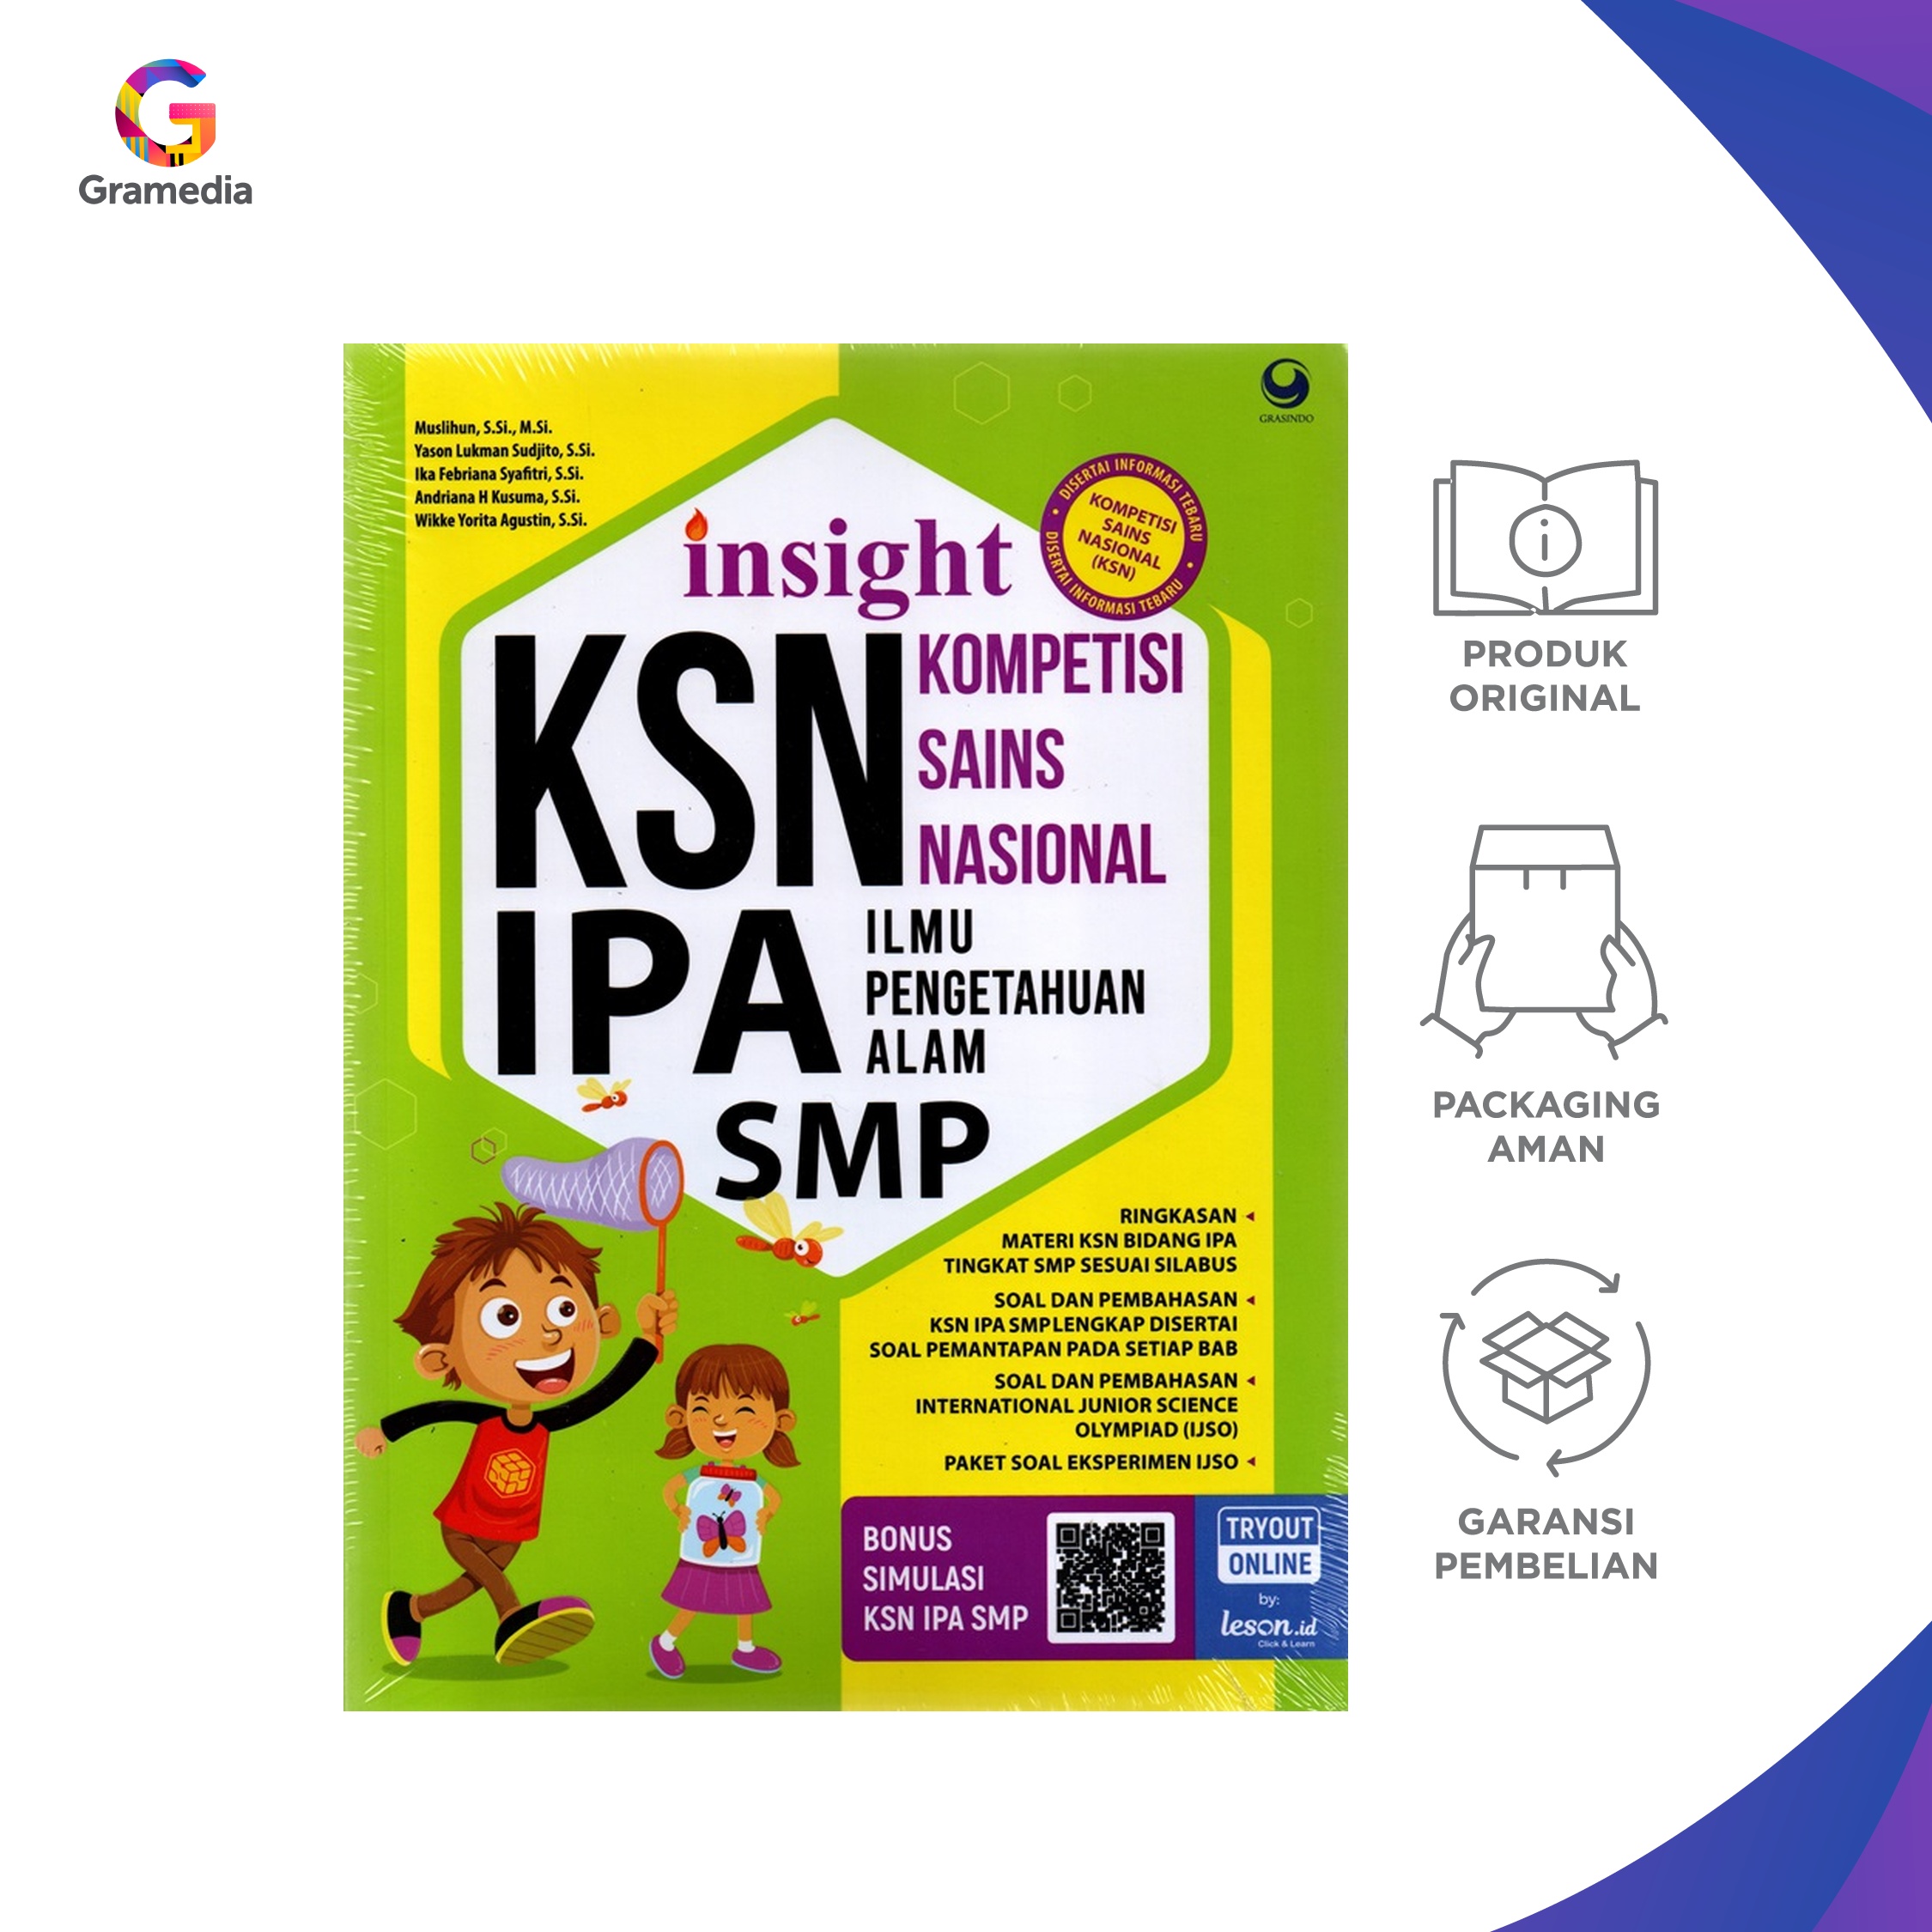 Gramedia
Muslihun, S.Si., M.Si.
Yason Lukman Sudjito, S.Si.
Ika Febriana Syafitri, S.Si.
Andriana H Kusuma, S.Si.
Wikke Yorita Agustin, S.Si.
GRASINDO
DISERTAI INFORMASI TEBARU
KOMPETISI
SAINS
NASIONAL
(KSN)
DISERTAI INFORMASI TEBARU
insight
KSN
KOMPETISI
SAINS
NASIONAL
IPA
ILMU
PENGETAHUAN
ALAM
SMP
RINGKASAN
MATERI KSN BIDANG IPA
TINGKAT SMP SESUAI SILABUS
SOAL DAN PEMBAHASAN
KSN IPA SMPLENGKAP DISERTAI
SOAL PEMANTAPAN PADA SETIAP BAB
SOAL DAN PEMBAHASAN
INTERNATIONAL JUNIOR SCIENCE
OLYMPIAD (IJSO)
PAKET SOAL EKSPERIMEN IJSO
BONUS
SIMULASI
KSN IPA SMP
TRYOUT
ONLINE
by:
leson.id
Click & Learn
PRODUK
ORIGINAL
PACKAGING
AMAN
GARANSI
PEMBELIAN